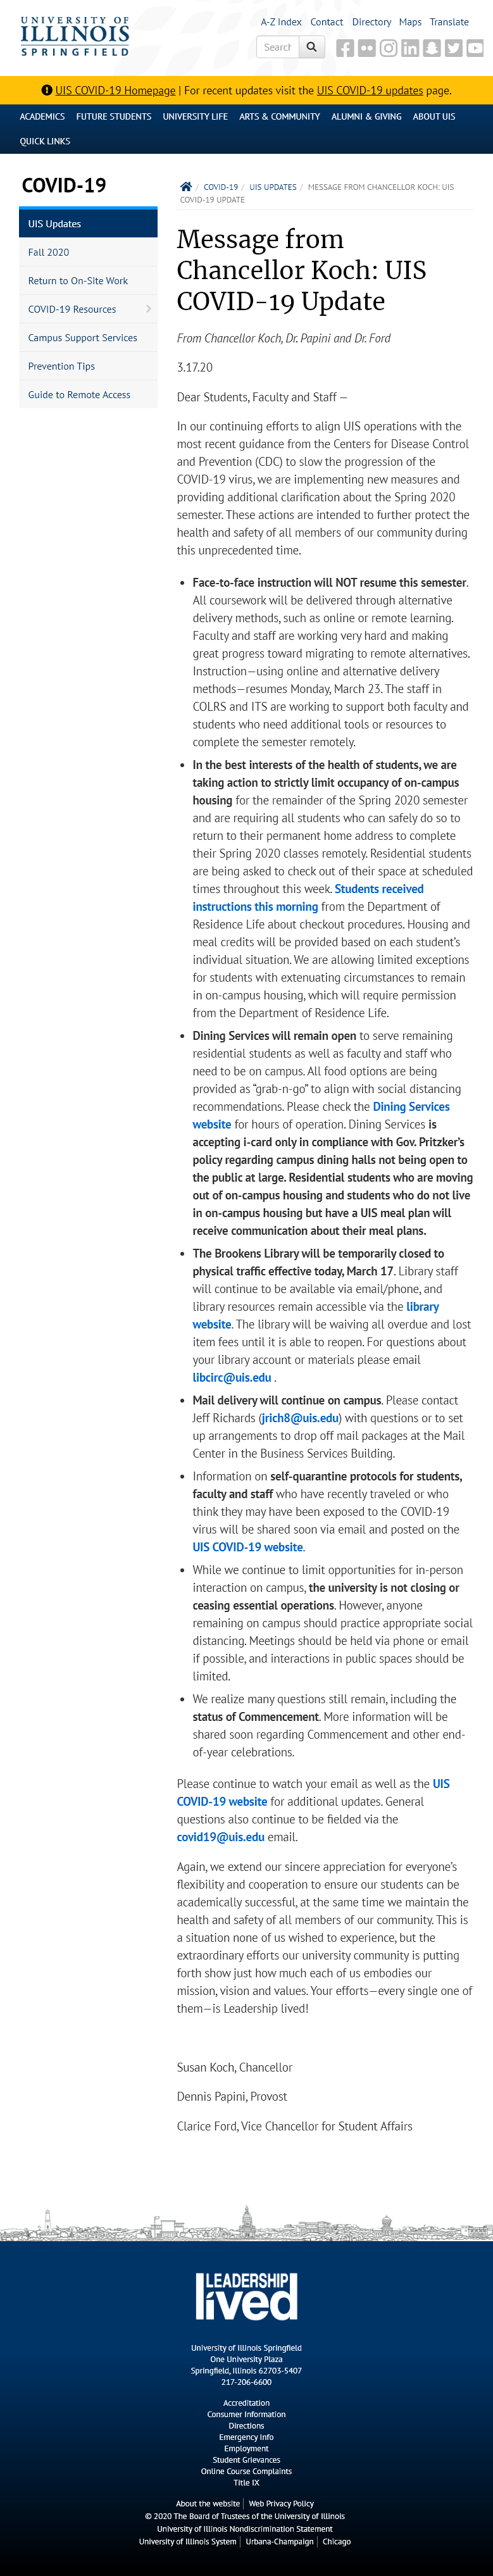 UNIVERSITY OF
ILLINOIS
SPRINGFIELD
A-Z Index Contact Directory Maps Translate
Search
UIS COVID-19 Homepage | For recent updates visit the UIS COVID-19 updates page.
ACADEMICS FUTURE STUDENTS UNIVERSITY LIFE ARTS & COMMUNITY ALUMNI & GIVING ABOUT UIS
QUICK LINKS
COVID-19
UIS Updates
Fall 2020
Return to On-Site Work
COVID-19 Resources
Campus Support Services
Prevention Tips
Guide to Remote Access
/ COVID-19 / UIS UPDATES / MESSAGE FROM CHANCELLOR KOCH: UIS
COVID-19 UPDATE
Message from
Chancellor Koch: UIS
COVID-19 Update
From Chancellor Koch, Dr. Papini and Dr. Ford
3.17.20
Dear Students, Faculty and Staff —
In our continuing efforts to align UIS operations with the
most recent guidance from the Centers for Disease Control
and Prevention (CDC) to slow the progression of the
COVID-19 virus, we are implementing new measures and
providing additional clarification about the Spring 2020
semester. These actions are intended to further protect the
health and safety of all members of our community during
this unprecedented time.
• Face-to-face instruction will NOT resume this semester.
All coursework will be delivered through alternative
delivery methods, such as online or remote learning.
Faculty and staff are working very hard and making
great progress toward migrating to remote alternatives.
Instruction—using online and alternative delivery
methods—resumes Monday, March 23. The staff in
COLRS and ITS are working to support both faculty and
students who need additional tools or resources to
complete the semester remotely.
• In the best interests of the health of students, we are
taking action to strictly limit occupancy of on-campus
housing for the remainder of the Spring 2020 semester
and are requiring all students who can safely do so to
return to their permanent home address to complete
their Spring 2020 classes remotely. Residential students
are being asked to check out of their space at scheduled
times throughout this week. Students received
instructions this morning from the Department of
Residence Life about checkout procedures. Housing and
meal credits will be provided based on each student's
individual situation. We are allowing limited exceptions
for students with extenuating circumstances to remain
in on-campus housing, which will require permission
from the Department of Residence Life.
• Dining Services will remain open to serve remaining
residential students as well as faculty and staff who
need to be on campus. All food options are being
provided as “grab-n-go” to align with social distancing
recommendations. Please check the Dining Services
website for hours of operation. Dining Services is
accepting i-card only in compliance with Gov. Pritzker's
policy regarding campus dining halls not being open to
the public at large. Residential students who are moving
out of on-campus housing and students who do not live
in on-campus housing but have a UIS meal plan will
receive communication about their meal plans.
• The Brookens Library will be temporarily closed to
physical traffic effective today, March 17. Library staff
will continue to be available via email/phone, and
library resources remain accessible via the library
website. The library will be waiving all overdue and lost
item fees until it is able to reopen. For questions about
your library account or materials please email
libcirc@uis.edu .
• Mail delivery will continue on campus. Please contact
Jeff Richards (jrich8@uis.edu) with questions or to set
up arrangements to drop off mail packages at the Mail
Center in the Business Services Building.
• Information on self-quarantine protocols for students,
faculty and staff who have recently traveled or who
think they may have been exposed to the COVID-19
virus will be shared soon via email and posted on the
UIS COVID-19 website.
• While we continue to limit opportunities for in-person
interaction on campus, the university is not closing or
ceasing essential operations. However, anyone
remaining on campus should practice appropriate social
distancing. Meetings should be held via phone or email
if possible, and interactions in public spaces should be
limited.
• We realize many questions still remain, including the
status of Commencement. More information will be
shared soon regarding Commencement and other end-
of-year celebrations.
Please continue to watch your email as well as the UIS
COVID-19 website for additional updates. General
questions also continue to be fielded via the
covid19@uis.edu email.
Again, we extend our sincere appreciation for everyone's
flexibility and cooperation to ensure our students can be
academically successful, at the same time we maintain the
health and safety of all members of our community. This is
a situation none of us wished to experience, but the
extraordinary efforts our university community is putting
forth show just how much each of us embodies our
mission, vision and values. Your efforts—every single one of
them—is Leadership lived!
Susan Koch, Chancellor
Dennis Papini, Provost
Clarice Ford, Vice Chancellor for Student Affairs
LEADERSHIP
lived
University of Illinois Springfield
One University Plaza
Springfield, Illinois 62703-5407
217-206-6600
Accreditation
Consumer Information
Directions
Emergency Info
Employment
Student Grievances
Online Course Complaints
Title IX
About the website | Web Privacy Policy
© 2020 The Board of Trustees of the University of Illinois
University of Illinois Nondiscrimination Statement
University of Illinois System | Urbana-Champaign | Chicago